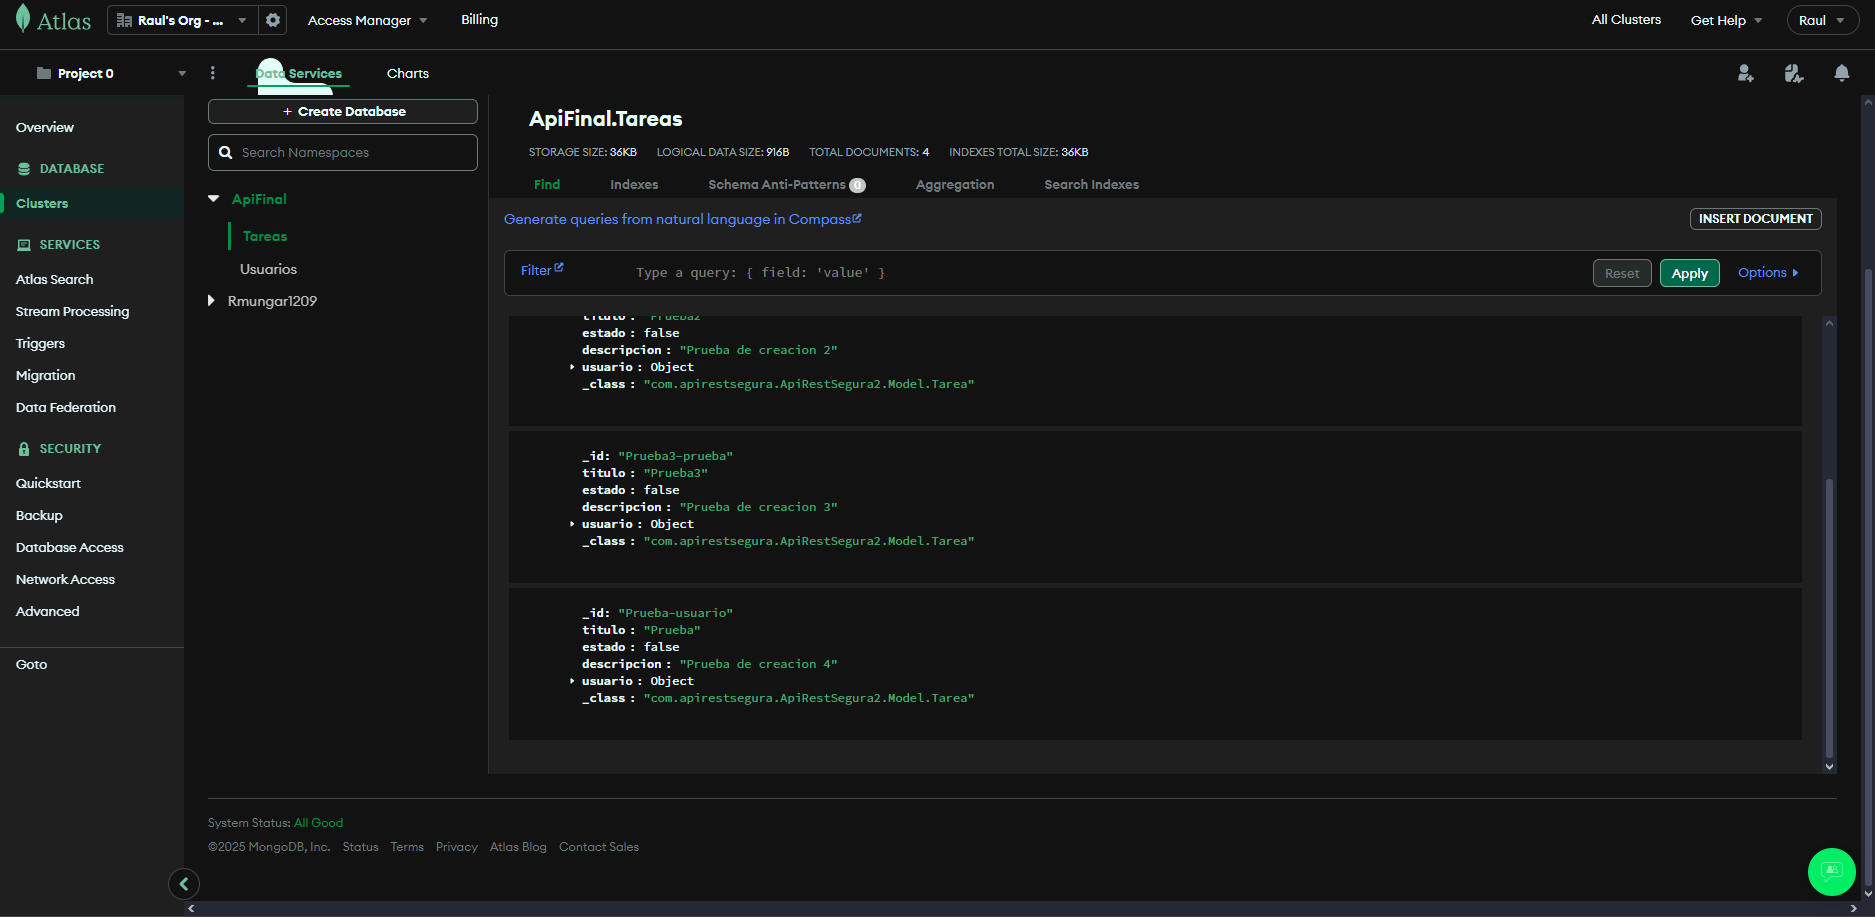 Atlas
Raul's Org - ...
Access Manager
Billing
All Clusters
Get Help
Raul
Project 0
Data Services
Charts
Overview
DATABASE
Clusters
SERVICES
Atlas Search
Stream Processing
Triggers
Migration
Data Federation
SECURITY
Quickstart
Backup
Database Access
Network Access
Advanced
Goto
+ Create Database
Search Namespaces
ApiFinal
Tareas
Usuarios
Rmungar1209
ApiFinal.Tareas
STORAGE SIZE: 36KB LOGICAL DATA SIZE: 916B TOTAL DOCUMENTS: 4 INDEXES TOTAL SIZE: 36KB
Find Indexes Schema Anti-Patterns 0 Aggregation Search Indexes
Generate queries from natural language in Compass
INSERT DOCUMENT
Filter
Type a query: { field: 'value' }
Reset
Apply
Options
titulo : "Prueba2"
estado : false
descripcion : "Prueba de creacion 2"
usuario : Object
_class : "com.apirestsegura.ApiRestSegura2.Model.Tarea"
_id: "Prueba3-prueba"
titulo : "Prueba3"
estado : false
descripcion : "Prueba de creacion 3"
usuario : Object
_class : "com.apirestsegura.ApiRestSegura2.Model.Tarea"
_id: "Prueba-usuario"
titulo : "Prueba"
estado : false
descripcion : "Prueba de creacion 4"
usuario : Object
_class : "com.apirestsegura.ApiRestSegura2.Model.Tarea"
System Status: All Good
©2025 MongoDB, Inc. Status Terms Privacy Atlas Blog Contact Sales